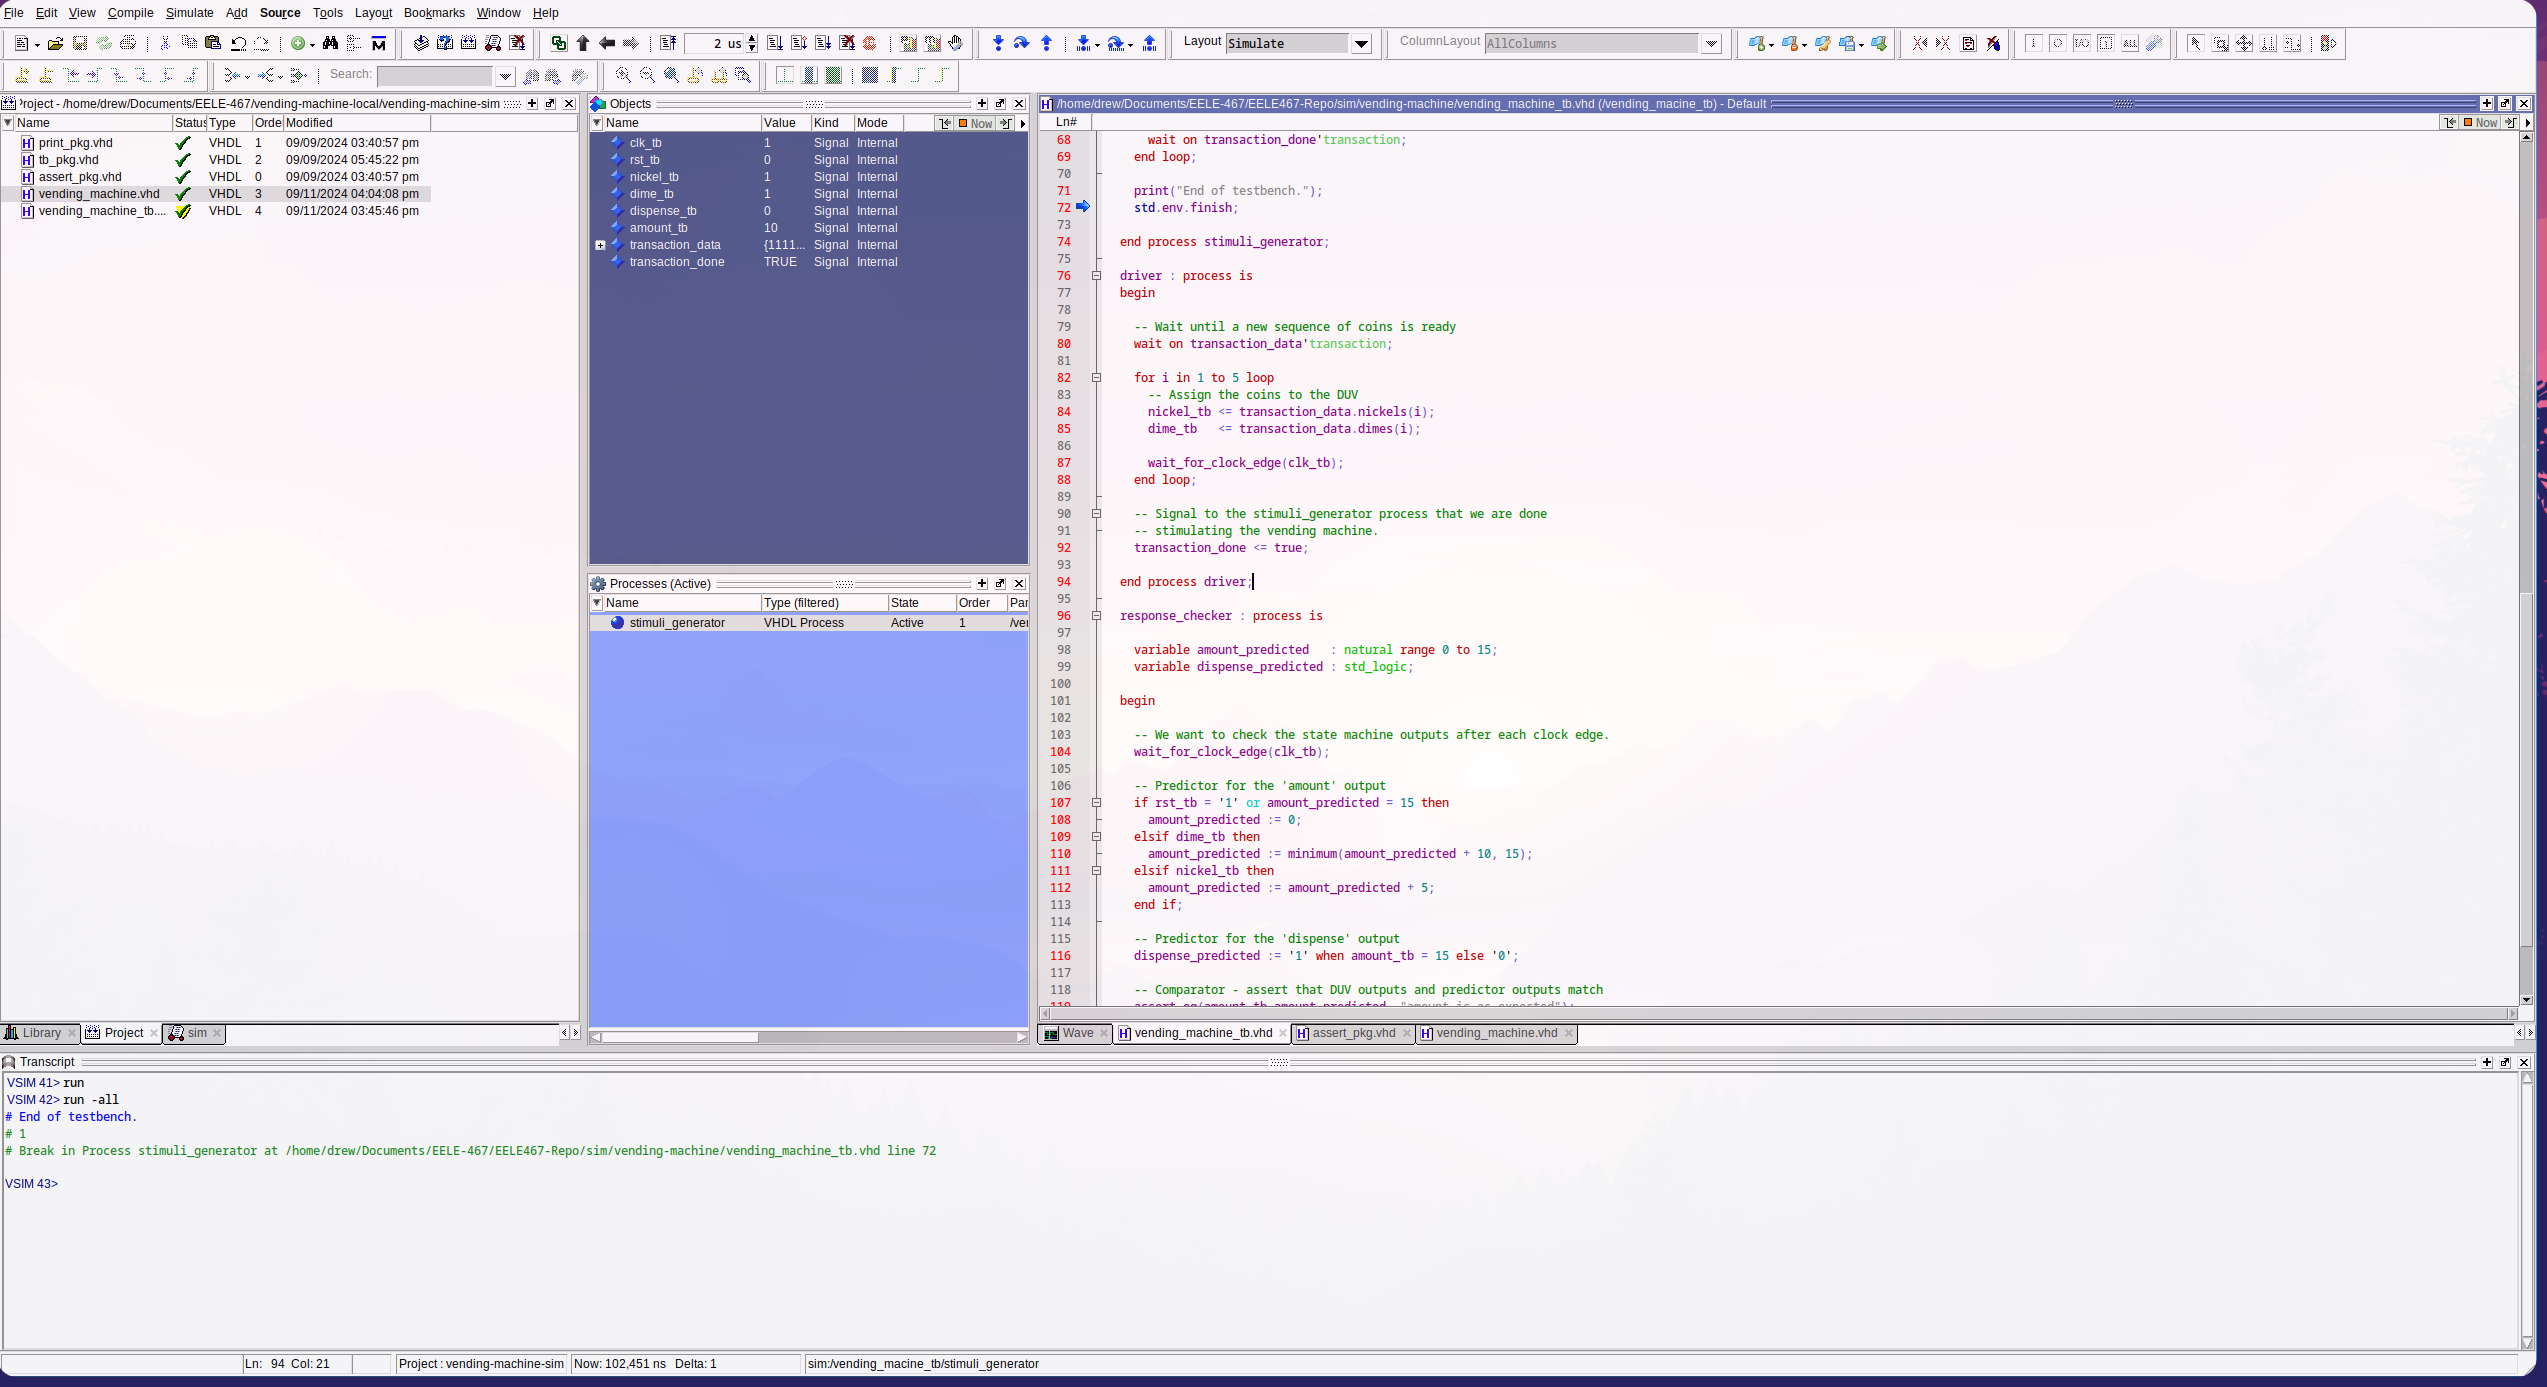 File Edit View Compile Simulate Add Source Tools Layout Bookmarks Window Help
2 us
Layout Simulate
ColumnLayout AllColumns
Search:
Project - /home/drew/Documents/EELE-467/vending-machine-local/vending-machine-sim
Name Status Type Order Modified
print_pkg.vhd VHDL 1 09/09/2024 03:40:57 pm
tb_pkg.vhd VHDL 2 09/09/2024 05:45:22 pm
assert_pkg.vhd VHDL 0 09/09/2024 03:40:57 pm
vending_machine.vhd VHDL 3 09/11/2024 04:04:08 pm
vending_machine_tb.... VHDL 4 09/11/2024 03:45:46 pm
Library Project sim
Objects
Name Value Kind Mode Now
clk_tb 1 Signal Internal
rst_tb 0 Signal Internal
nickel_tb 1 Signal Internal
dime_tb 1 Signal Internal
dispense_tb 0 Signal Internal
amount_tb 10 Signal Internal
transaction_data {1111... Signal Internal
transaction_done TRUE Signal Internal
Processes (Active)
Name Type (filtered) State Order Par
stimuli_generator VHDL Process Active 1 /ver
/home/drew/Documents/EELE-467/EELE467-Repo/sim/vending-machine/vending_machine_tb.vhd (/vending_macine_tb) - Default
Ln# Now
68 wait on transaction_done'transaction;
69 end loop;
70
71 print("End of testbench.");
72 std.env.finish;
73
74 end process stimuli_generator;
75
76 driver : process is
77 begin
78
79 -- Wait until a new sequence of coins is ready
80 wait on transaction_data'transaction;
81
82 for i in 1 to 5 loop
83 -- Assign the coins to the DUV
84 nickel_tb <= transaction_data.nickels(i);
85 dime_tb   <= transaction_data.dimes(i);
86
87 wait_for_clock_edge(clk_tb);
88 end loop;
89
90 -- Signal to the stimuli_generator process that we are done
91 -- stimulating the vending machine.
92 transaction_done <= true;
93
94 end process driver;
95
96 response_checker : process is
97
98 variable amount_predicted   : natural range 0 to 15;
99 variable dispense_predicted : std_logic;
100
101 begin
102
103 -- We want to check the state machine outputs after each clock edge.
104 wait_for_clock_edge(clk_tb);
105
106 -- Predictor for the 'amount' output
107 if rst_tb = '1' or amount_predicted = 15 then
108 amount_predicted := 0;
109 elsif dime_tb then
110 amount_predicted := minimum(amount_predicted + 10, 15);
111 elsif nickel_tb then
112 amount_predicted := amount_predicted + 5;
113 end if;
114
115 -- Predictor for the 'dispense' output
116 dispense_predicted := '1' when amount_tb = 15 else '0';
117
118 -- Comparator - assert that DUV outputs and predictor outputs match
119 assert_eq(amount_tb,amount_predicted, "amount is as expected");
Wave vending_machine_tb.vhd assert_pkg.vhd vending_machine.vhd
Transcript
VSIM 41> run
VSIM 42> run -all
# End of testbench.
# 1
# Break in Process stimuli_generator at /home/drew/Documents/EELE-467/EELE467-Repo/sim/vending-machine/vending_machine_tb.vhd line 72
VSIM 43>
Ln: 94 Col: 21 Project : vending-machine-sim Now: 102,451 ns Delta: 1 sim:/vending_macine_tb/stimuli_generator